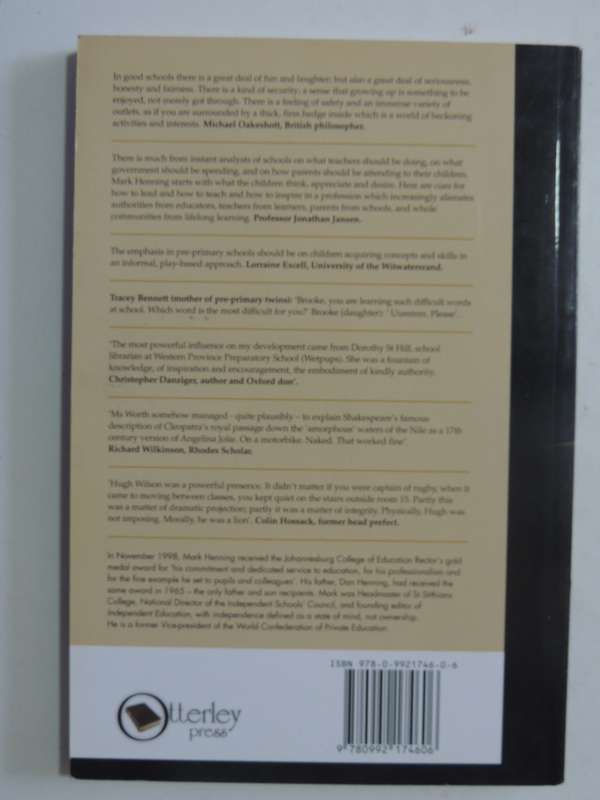 In good schools there is a great deal of fun and laughter; but also a great deal of seriousness,
honesty and fairness. There is a kind of security, a sense that growing up is something to be
enjoyed, not merely got through. There is a feeling of safety and an immense variety of
outlets, as if you are surrounded by a thick, firm hedge inside which is a world of beckoning
activities and interests. Michael Oakeshott, British philosopher.
There is much from instant analysts of schools on what teachers should be doing, on what
government should be spending, and on how parents should be attending to their children.
Mark Henning starts with what the children think, appreciate and desire. Here are cues for
how to lead and how to teach and how to inspire in a profession which increasingly alienates
authorities from educators, teachers from learners, parents from schools, and whole
communities from lifelong learning. Professor Jonathan Jansen.
The emphasis in pre-primary schools should be on children acquiring concepts and skills in
an informal, play-based approach. Lorraine Excell, University of the Witwatersrand.
Tracey Bennett (mother of pre-primary twins): 'Brooke, you are learning such difficult words
at school. Which word is the most difficult for you?' Brooke (daughter): ' Ummmm. Please'.
'The most powerful influence on my development came from Dorothy St Hill, school
librarian at Western Province Preparatory School (Wetpups). She was a fountain of
knowledge, of inspiration and encouragement, the embodiment of kindly authority.
Christopher Danziger, author and Oxford don'.
'Ms Worth somehow managed - quite plausibly - to explain Shakespeare's famous
description of Cleopatra's royal passage down the 'amorphous' waters of the Nile as a 17th
century version of Angelina Jolie. On a motorbike. Naked. That worked fine'.
Richard Wilkinson, Rhodes Scholar.
'Hugh Wilson was a powerful presence. It didn't matter if you were captain of rugby, when it
came to moving between classes, you kept quiet on the stairs outside room 15. Partly this
was a matter of dramatic projection; partly it was a matter of integrity. Physically, Hugh was
not imposing. Morally, he was a lion'. Colin Hossack, former head prefect.
In November 1998, Mark Henning received the Johannesburg College of Education Rector's gold
medal award for 'his commitment and dedicated service to education, for his professionalism and
for the fine example he set to pupils and colleagues'. His father, Dan Henning, had received the
same award in 1965 - the only father and son recipients. Mark was Headmaster of St Stithians
College, National Director of the Independent Schools' Council, and founding editor of
Independent Education, with independence defined as a state of mind, not ownership.
He is a former Vice-president of the World Confederation of Private Education.
ISBN 978-0-9921746-0-6
Otterley
press
9 780992 174606